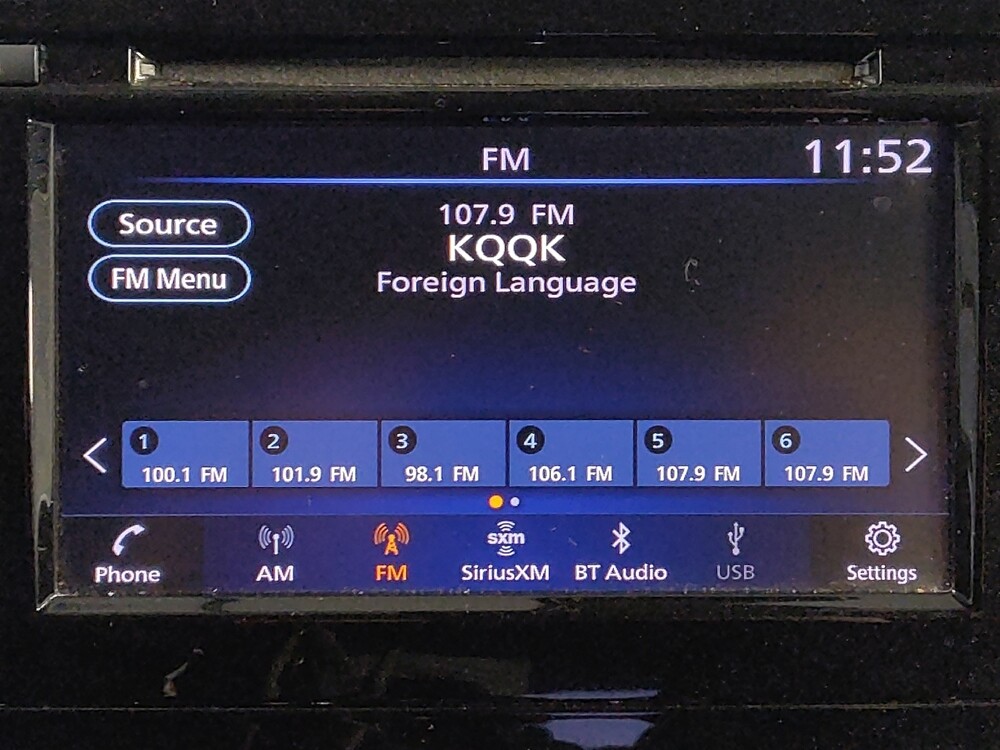 FM
11:52
Source
107.9 FM
KQQK
FM Menu
Foreign Language
1
2
3
4
5
6
100.1 FM
101.9 FM
98.1 FM
106.1 FM
107.9 FM
107.9 FM
sxm
Phone
AM
FM
SiriusXM
BT Audio
USB
Settings